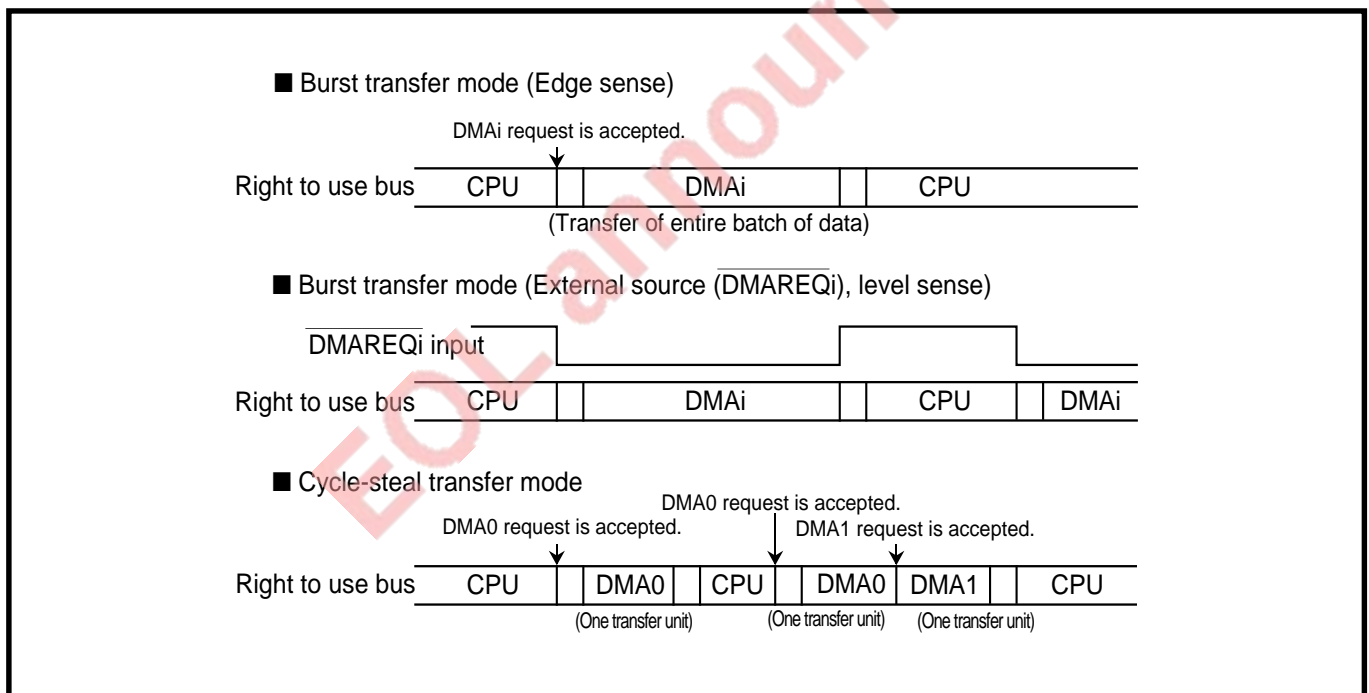 ■ Burst transfer mode (Edge sense)
DMAi request is accepted.
Right to use bus CPU DMAi CPU
(Transfer of entire batch of data)
■ Burst transfer mode (External source (D̅M̅A̅R̅E̅Q̅i), level sense)
D̅M̅A̅R̅E̅Q̅i̅ input
Right to use bus CPU DMAi CPU DMAi
■ Cycle-steal transfer mode
DMA0 request is accepted.
DMA0 request is accepted. DMA1 request is accepted.
Right to use bus CPU DMA0 CPU DMA0 DMA1 CPU
(One transfer unit) (One transfer unit) (One transfer unit)
EOL announ